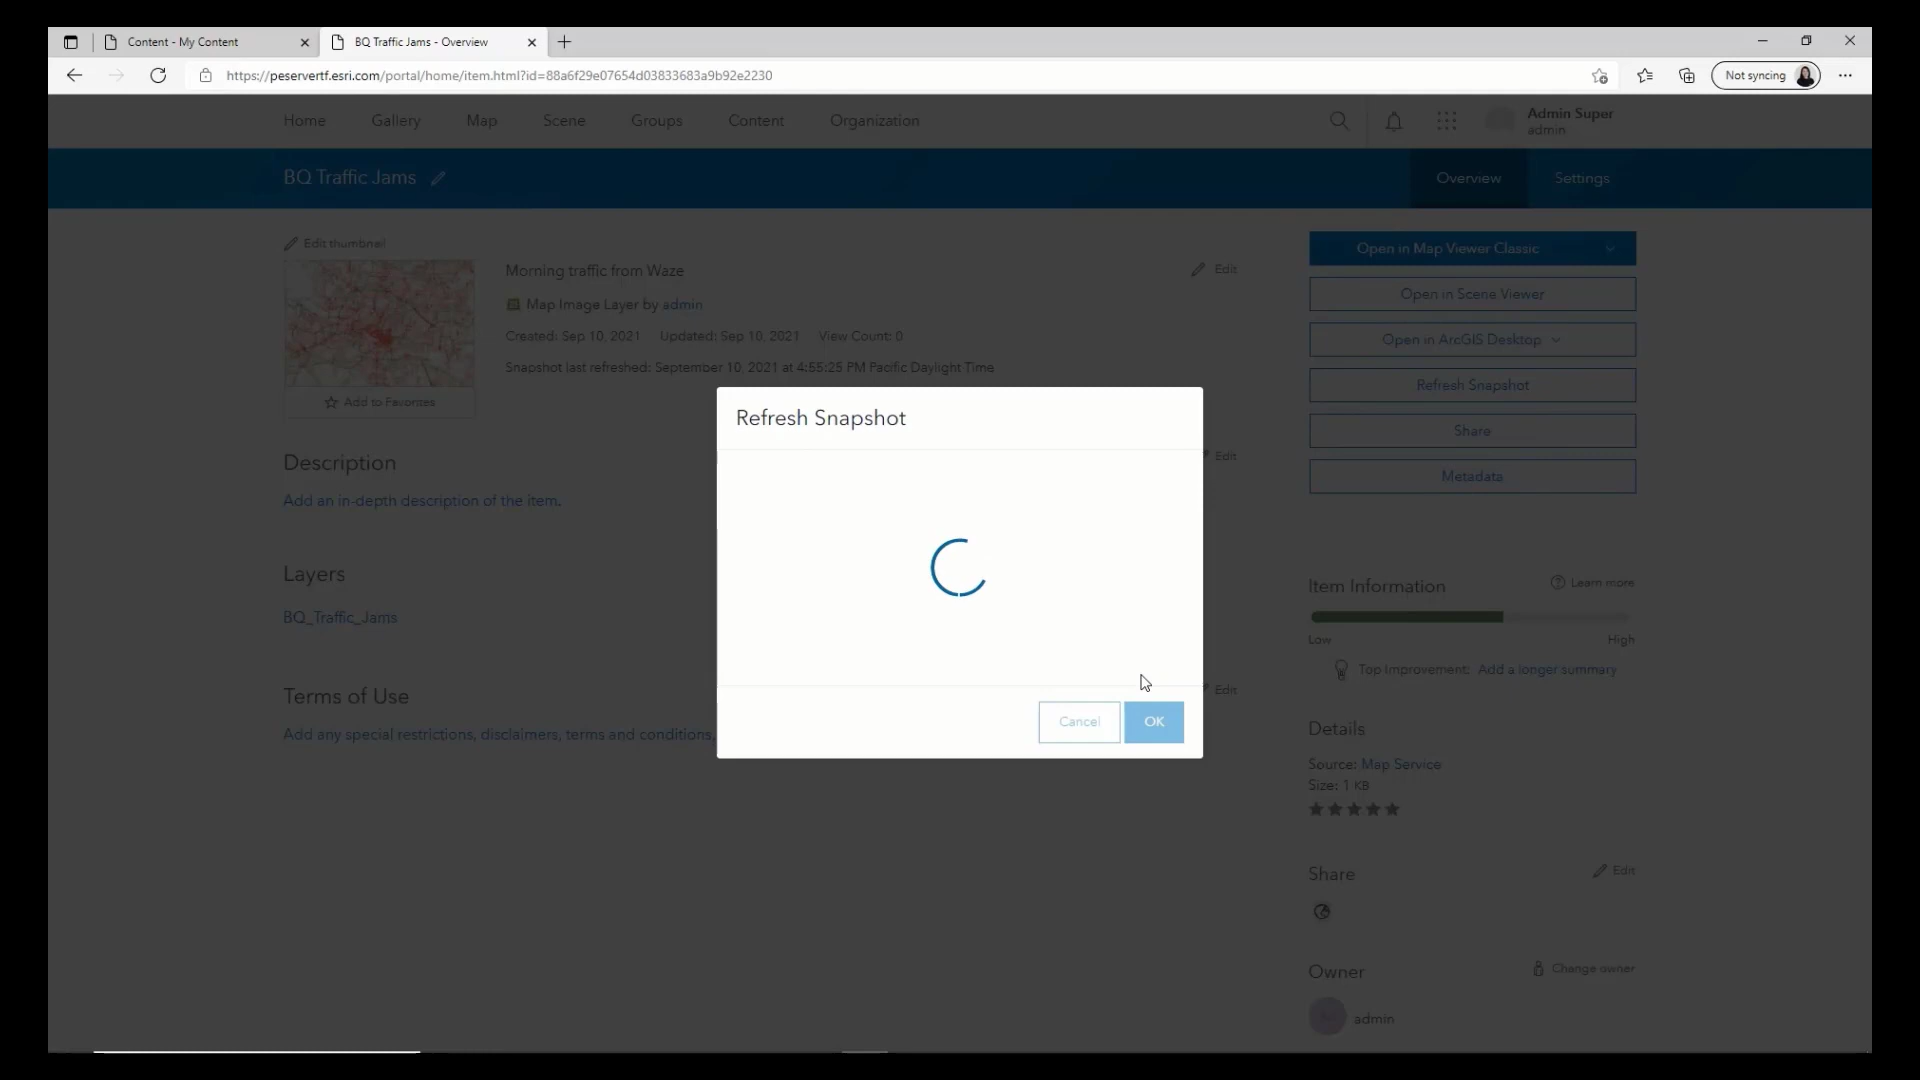 Content - My Content
BQ Traffic Jams - Overview
https://peservertf.esri.com/portal/home/item.html?id=88a6f29e07654d03833683a9b92e2230
Not syncing
Home Gallery Map Scene Groups Content Organization
Admin Super
admin
BQ Traffic Jams
Overview Settings
Edit thumbnail
Add to Favorites
Morning traffic from Waze
Edit
Map Image Layer by admin
Created: Sep 10, 2021 Updated: Sep 10, 2021 View Count: 0
Snapshot last refreshed: September 10, 2021 at 4:55:25 PM Pacific Daylight Time
Open in Map Viewer Classic
Open in Scene Viewer
Open in ArcGIS Desktop
Refresh Snapshot
Share
Metadata
Refresh Snapshot
Cancel OK
Description
Edit
Add an in-depth description of the item.
Layers
BQ_Traffic_Jams
Terms of Use
Edit
Add any special restrictions, disclaimers, terms and conditions,
Item Information
Learn more
Low High
Top Improvement: Add a longer summary
Details
Source: Map Service
Size: 1 KB
Share
Edit
Owner
Change owner
admin